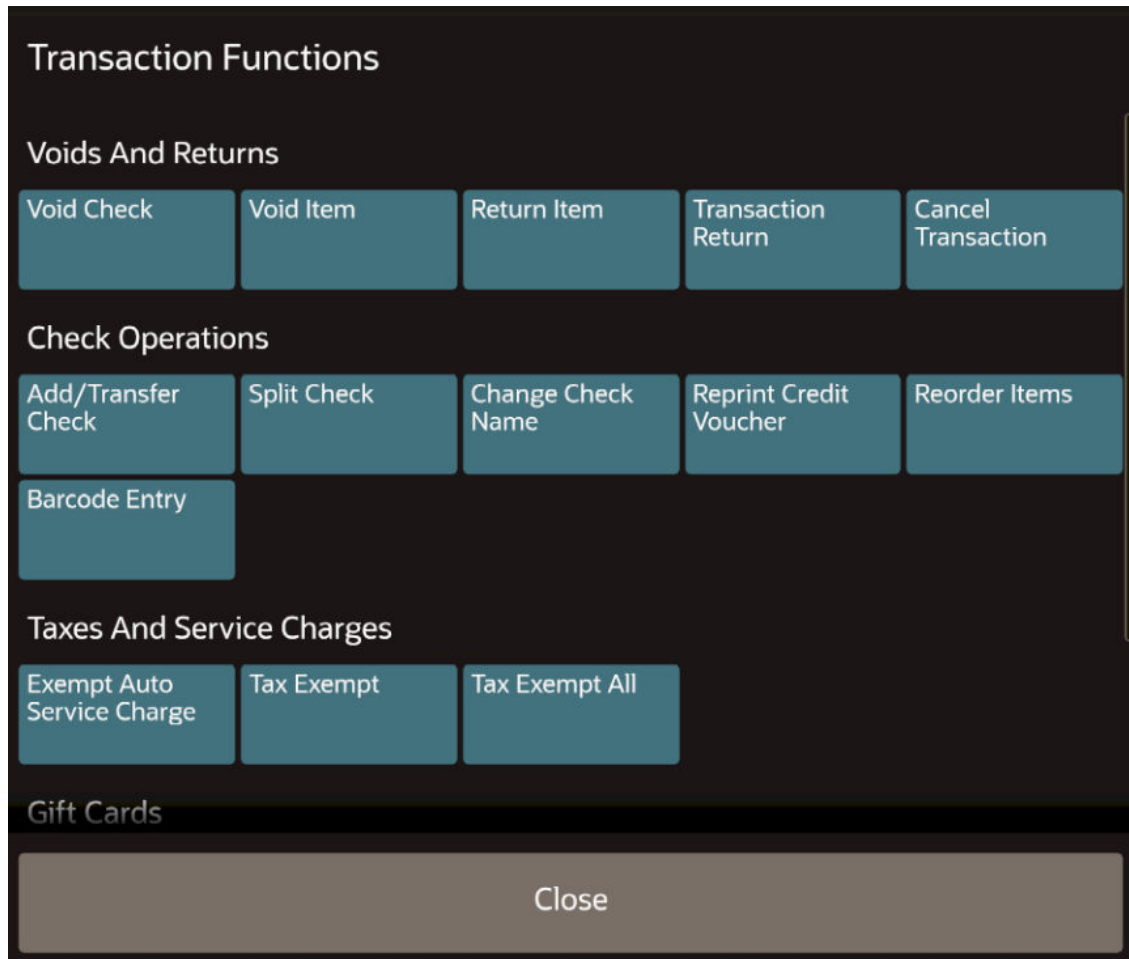 Transaction Functions
Voids And Returns
Void Check
Void Item
Return Item
Transaction
Return
Cancel
Transaction
Check Operations
Add/Transfer
Check
Split Check
Change Check
Name
Reprint Credit
Voucher
Reorder Items
Barcode Entry
Taxes And Service Charges
Exempt Auto
Service Charge
Tax Exempt
Tax Exempt All
Gift Cards
Close